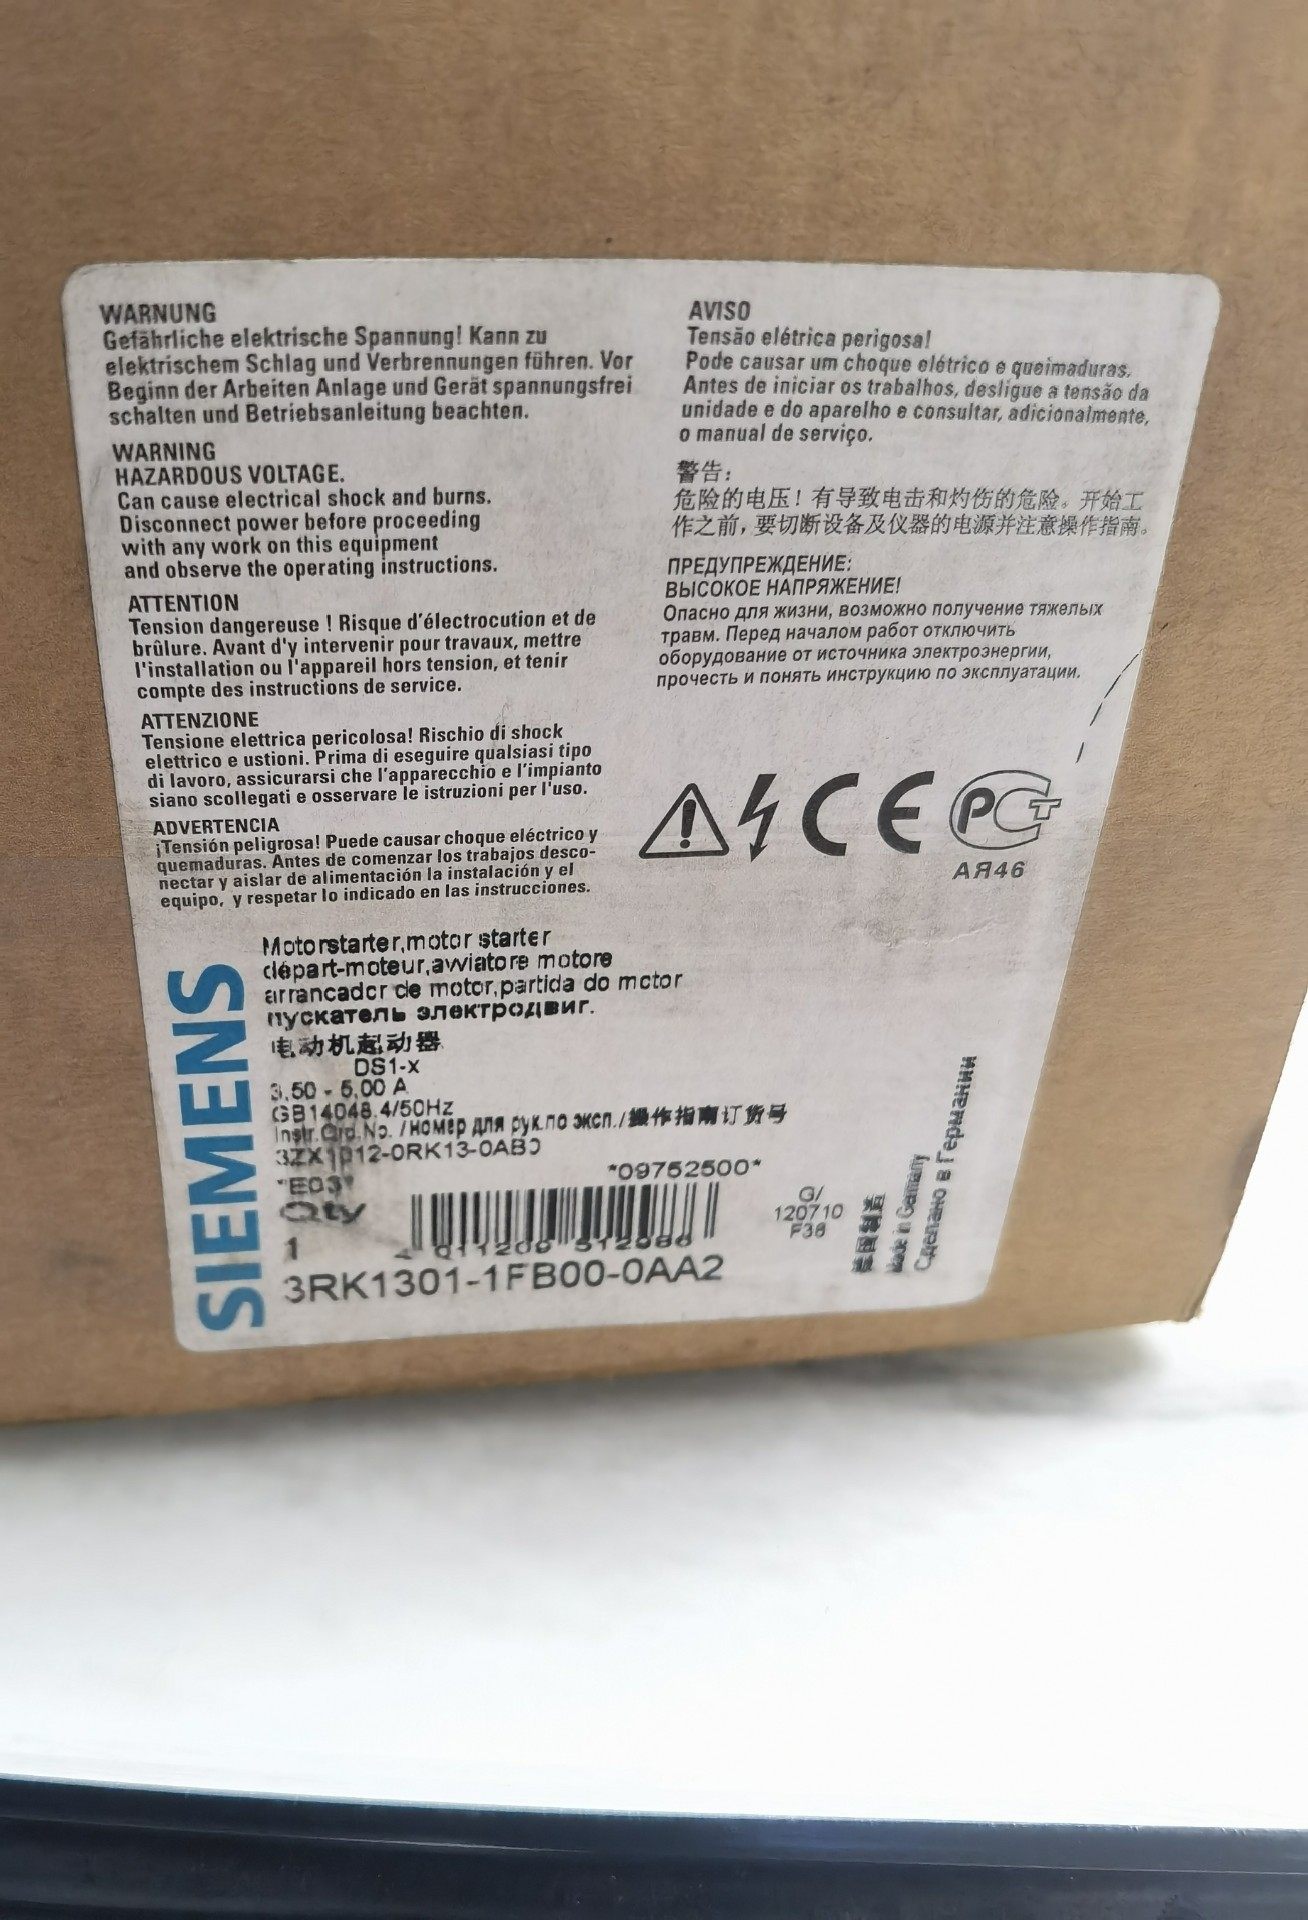 WARNUNG
Gefährliche elektrische Spannung! Kann zu
elektrischem Schlag und Verbrennungen führen. Vor
Beginn der Arbeiten Anlage und Gerät spannungsfrei
schalten und Betriebsanleitung beachten.
WARNING
HAZARDOUS VOLTAGE.
Can cause electrical shock and burns.
Disconnect power before proceeding
with any work on this equipment
and observe the operating instructions.
ATTENTION
Tension dangereuse ! Risque d'électrocution et de
brûlure. Avant d'y intervenir pour travaux, mettre
l'installation ou l'appareil hors tension, et tenir
compte des instructions de service.
ATTENZIONE
Tensione elettrica pericolosa! Rischio di shock
elettrico e ustioni. Prima di eseguire qualsiasi tipo
di lavoro, assicurarsi che l'apparecchio e l'impianto
siano scollegati e osservare le istruzioni per l'uso.
ADVERTENCIA
¡Tensión peligrosa! Puede causar choque eléctrico y
quemaduras. Antes de comenzar los trabajos desco-
nectar y aislar de alimentación la instalación y el
equipo, y respetar lo indicado en las instrucciones.
AVISO
Tensão elétrica perigosa!
Pode causar um choque elétrico e queimaduras.
Antes de iniciar os trabalhos, desligue a tensão da
unidade e do aparelho e consultar, adicionalmente,
o manual de serviço.
警告:
危险的电压! 有导致电击和灼伤的危险。开始工
作之前,要切断设备及仪器的电源并注意操作指南。
ПРЕДУПРЕЖДЕНИЕ:
ВЫСОКОЕ НАПРЯЖЕНИЕ!
Опасно для жизни, возможно получение тяжелых
травм. Перед началом работ отключить
оборудование от источника электроэнергии,
прочесть и понять инструкцию по эксплуатации.
CE PCT
АЯ46
SIEMENS
Motorstarter,motor starter
départ-moteur,avviatore motore
arrancador de motor,partida do motor
пускатель электродвиг.
电动机起动器
DS1-x
3,50 - 5,00 A
GB14048.4/50Hz
Instr.Ord.No. /номер для рук.по эксп./操作指南订货号
3ZX1012-0RK13-0AB0
*09752500*
*E03*
Qty
1
4 011209 512986
3RK1301-1FB00-0AA2
G/
120710
F36
德国制造
Made in Germany
Сделано в Германии